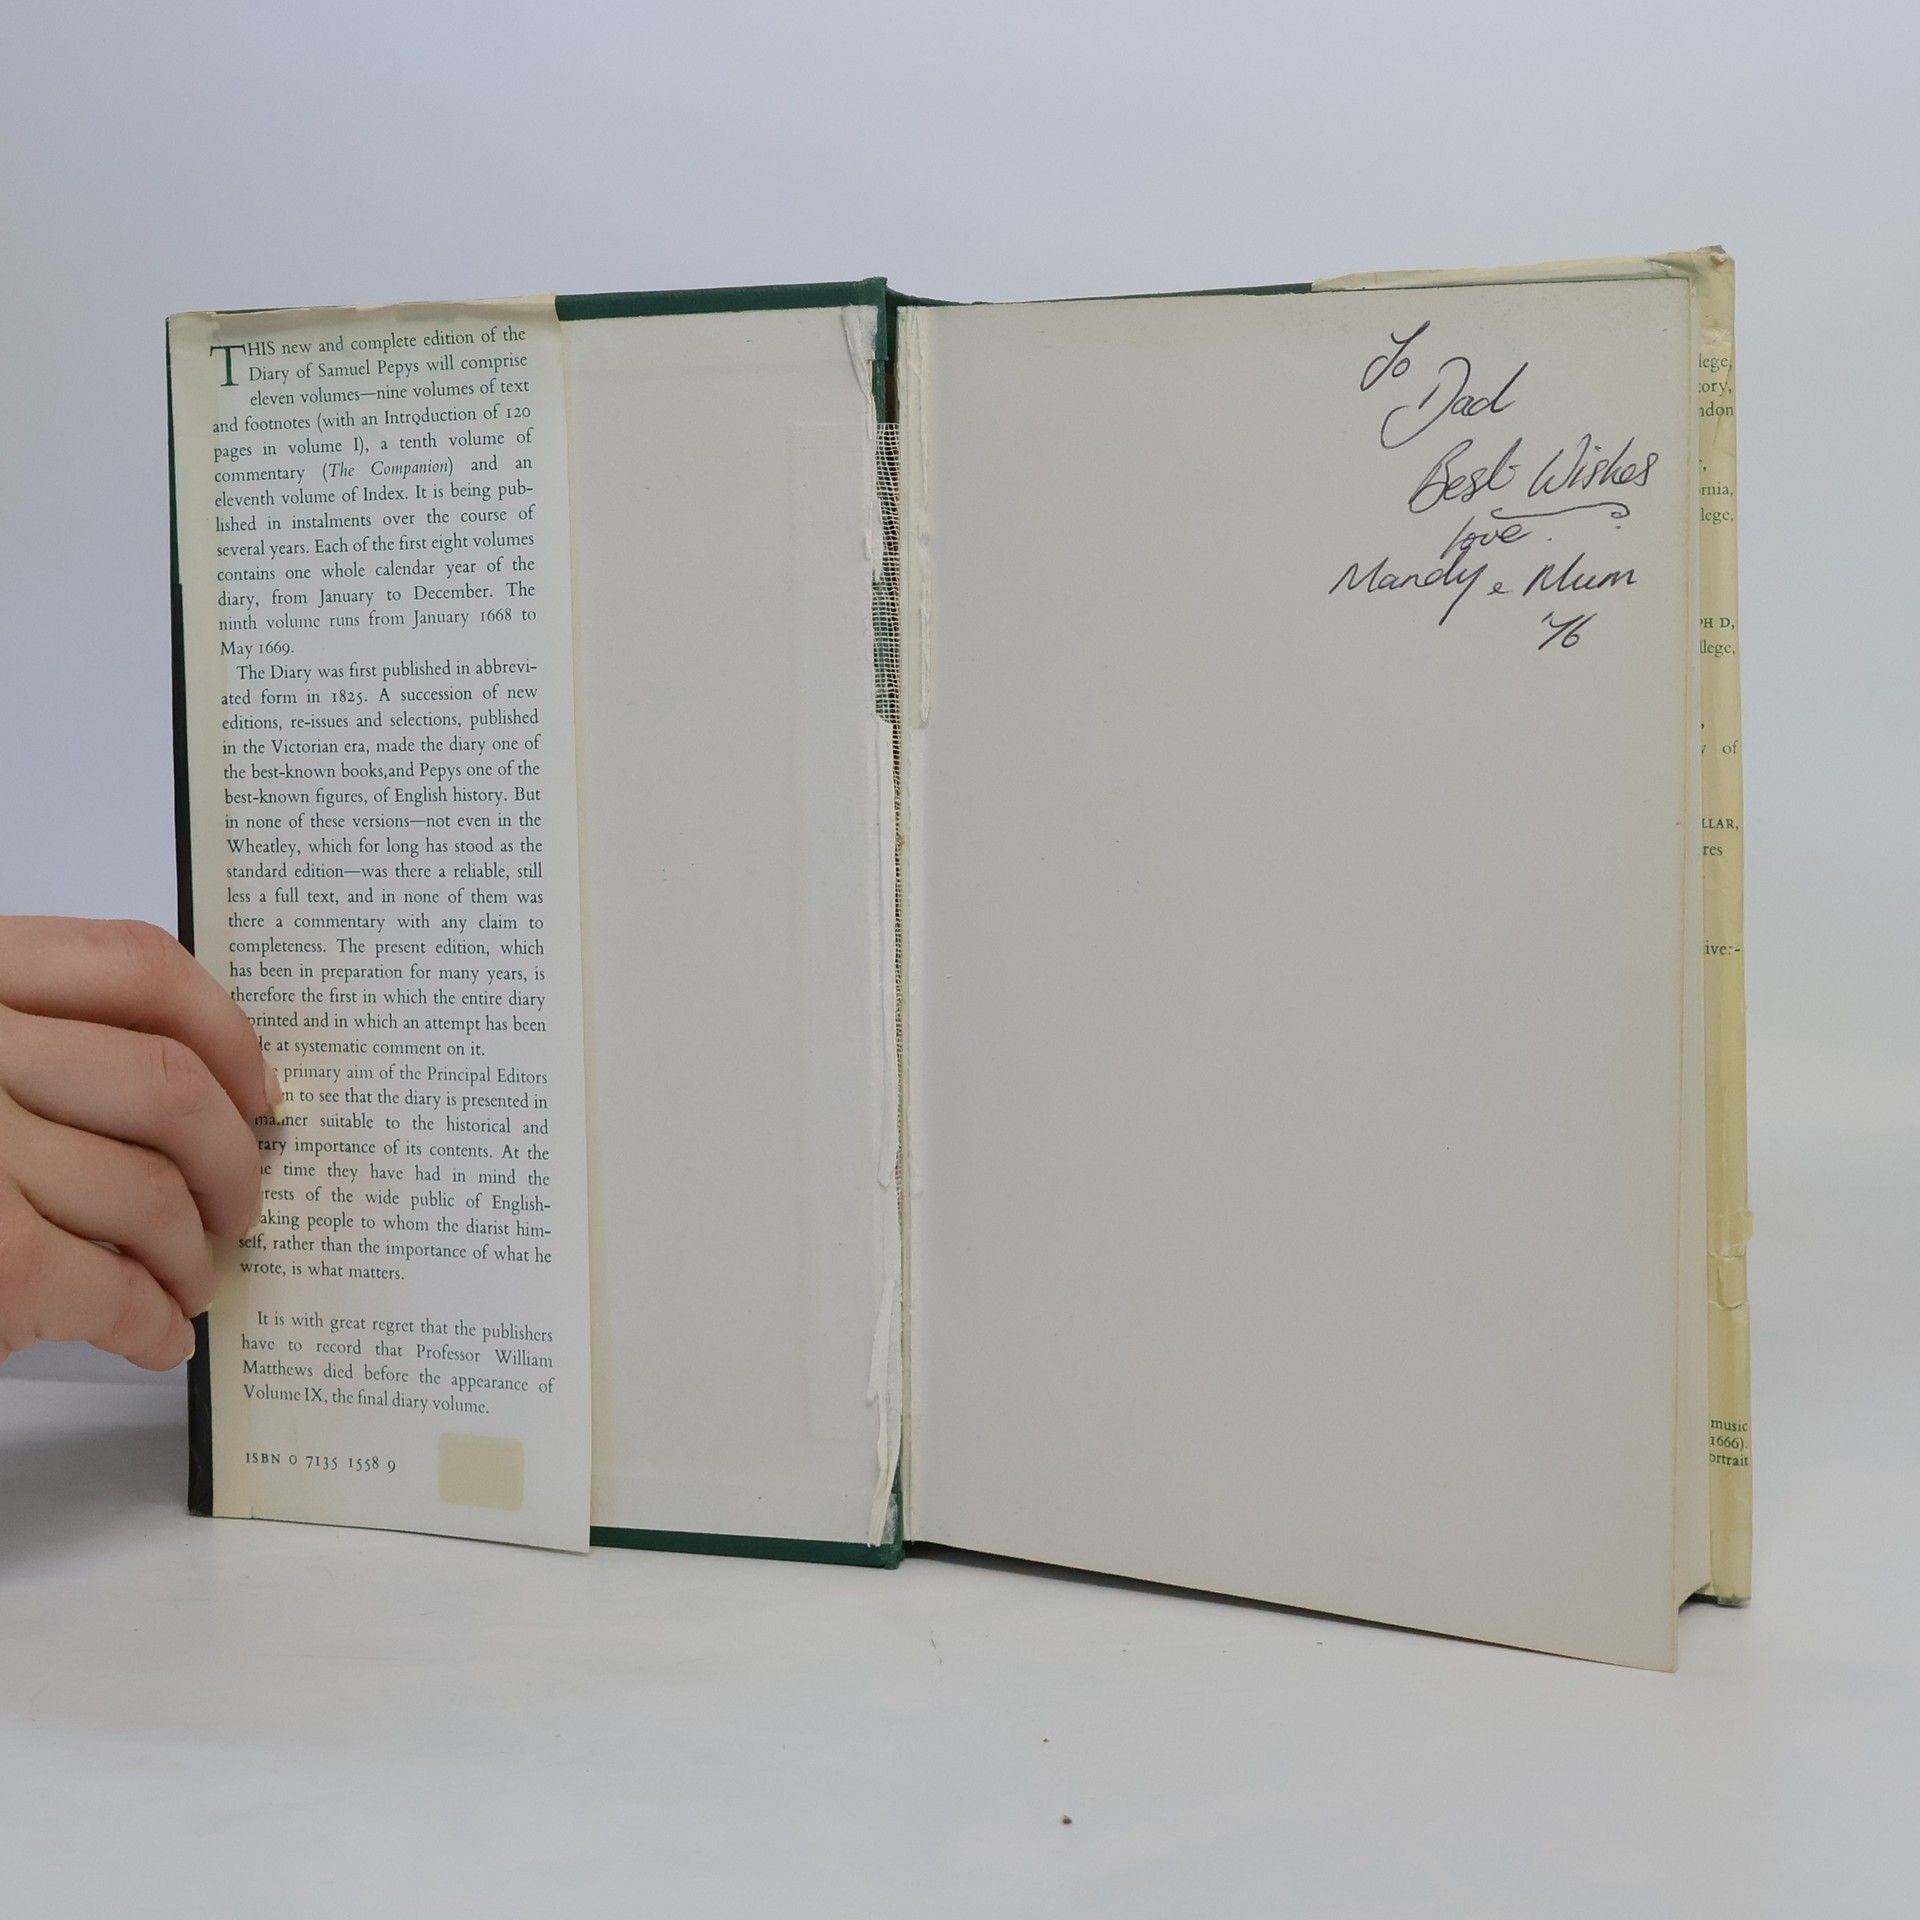 THIS new and complete edition of the
Diary of Samuel Pepys will comprise
eleven volumes—nine volumes of text
and footnotes (with an Introduction of 120
pages in volume I), a tenth volume of
commentary (The Companion) and an
eleventh volume of Index. It is being pub-
lished in instalments over the course of
several years. Each of the first eight volumes
contains one whole calendar year of the
diary, from January to December. The
ninth volume runs from January 1668 to
May 1669.
The Diary was first published in abbrevi-
ated form in 1825. A succession of new
editions, re-issues and selections, published
in the Victorian era, made the diary one of
the best-known books,and Pepys one of the
best-known figures, of English history. But
in none of these versions—not even in the
Wheatley, which for long has stood as the
standard edition—was there a reliable, still
less a full text, and in none of them was
there a commentary with any claim to
completeness. The present edition, which
has been in preparation for many years, is
therefore the first in which the entire diary
printed and in which an attempt has been
at systematic comment on it.
primary aim of the Principal Editors
to see that the diary is presented in
manner suitable to the historical and
importance of its contents. At the
time they have had in mind the
of the wide public of English-
people to whom the diarist him-
self, rather than the importance of what he
wrote, is what matters.
It is with great regret that the publishers
have to record that Professor William
Matthews died before the appearance of
Volume IX, the final diary volume.
ISBN 0 7135 1558 9
To
Dad
Best Wishes
love
Mandy & Mum
'76
lege,
tory,
ndon
rnia,
lege,
PH D,
llege,
of
LLAR,
res
iver-
music
1666).
ortrait